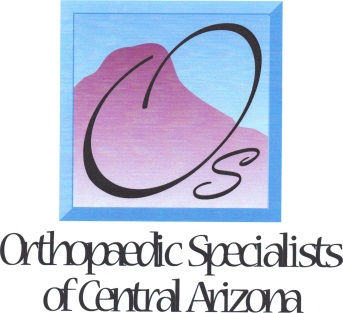 Os
Orthopaedic Specialists
of Central Arizona